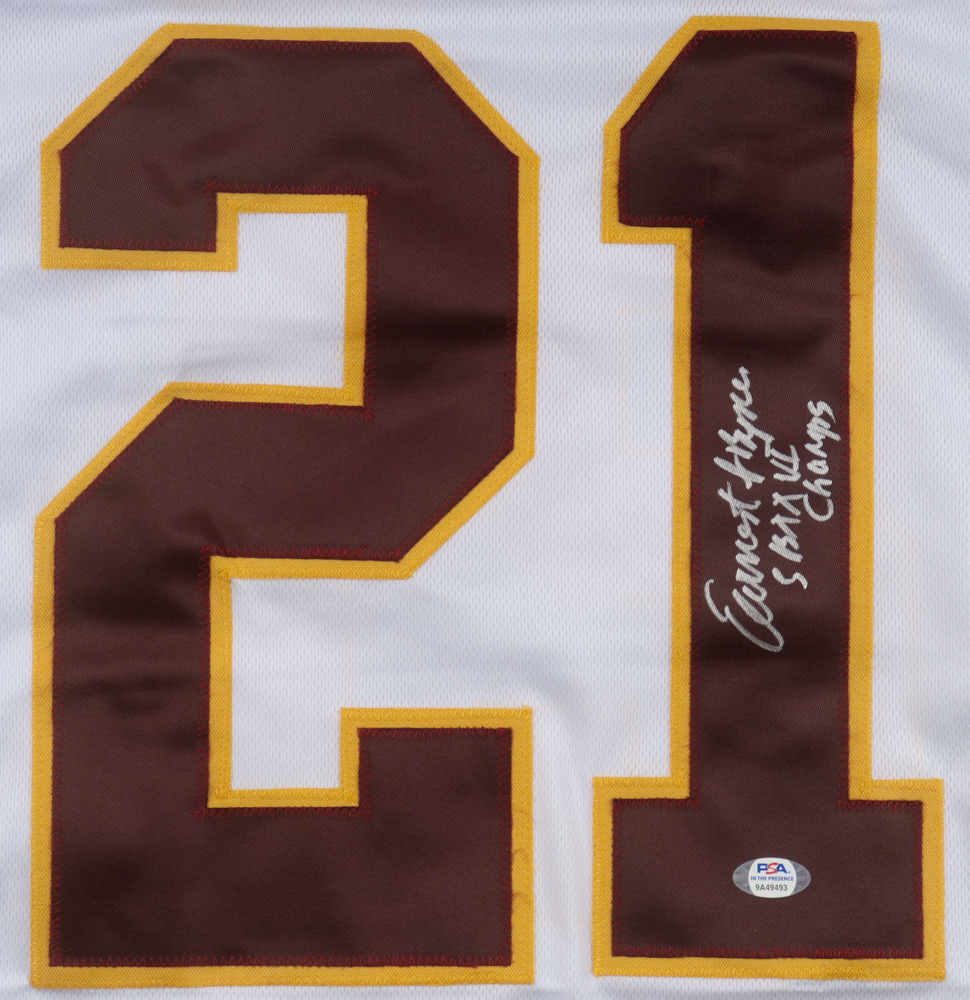 21
Earnest Byner
SB XXVI
Champs
PSA
IN THE PRESENCE
9A49493